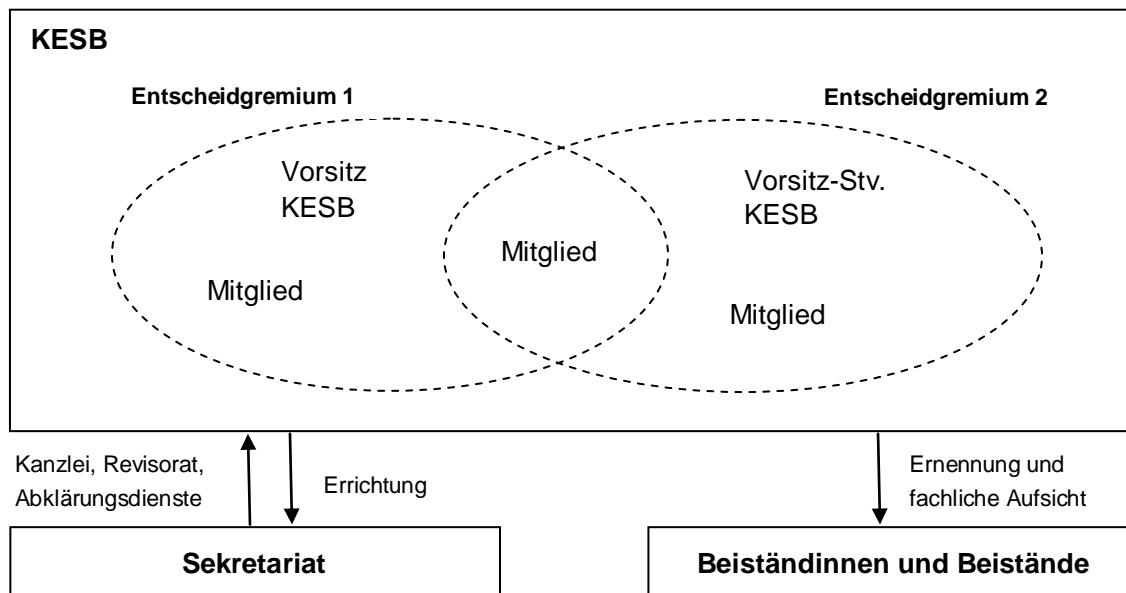 KESB
Entscheidgremium 1
Entscheidgremium 2
Vorsitz
KESB
Mitglied
Mitglied
Vorsitz-Stv.
KESB
Mitglied
Kanzlei, Revisorat,
Abklärungsdienste
Errichtung
Ernennung und
fachliche Aufsicht
Sekretariat
Beiständinnen und Beistände